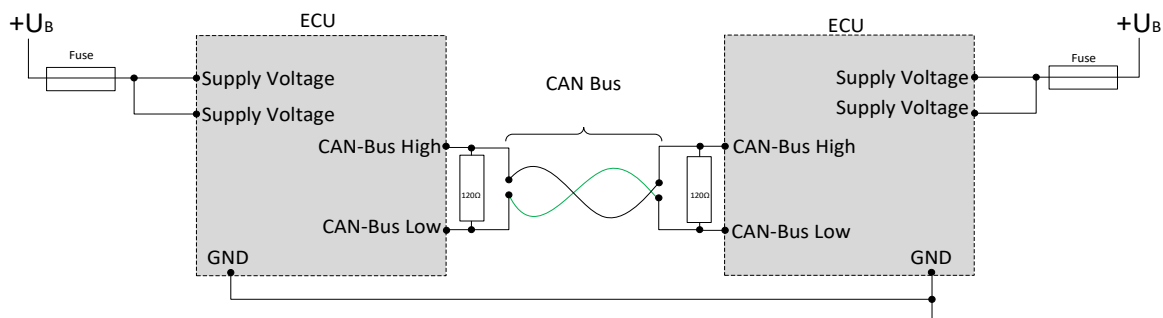 ECU
ECU
+UB
+UB
Fuse
Fuse
Supply Voltage
Supply Voltage
CAN Bus
Supply Voltage
Supply Voltage
CAN-Bus High
CAN-Bus High
120Ω
120Ω
CAN-Bus Low
CAN-Bus Low
GND
GND